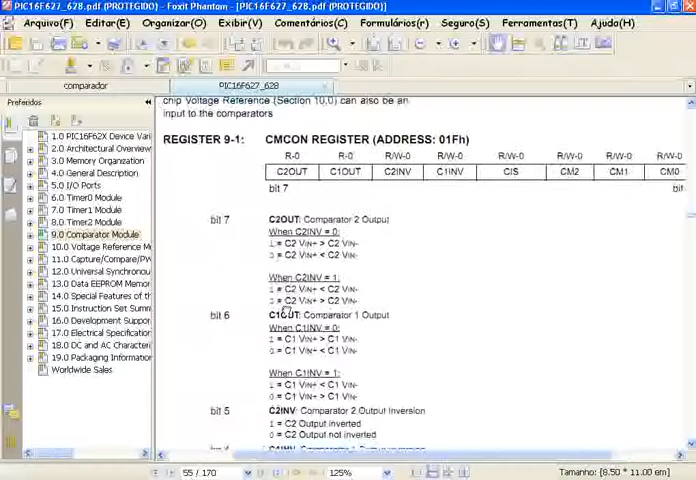 PIC16F627_628.pdf (PROTEGIDO) - Foxit Phantom - [PIC16F627_628.pdf (PROTEGIDO)]
Arquivo(F) Editar(E) Organizar(O) Exibir(V) Comentários(C) Formulários(r) Seguro(S) Ferramentas(T) Ajuda(H)
comparador PIC16F627_628
Preferidos
1.0 PIC16F62X Device Vari
2.0 Architectural Overview
3.0 Memory Organization
4.0 General Description
5.0 I/O Ports
6.0 Timer0 Module
7.0 Timer1 Module
8.0 Timer2 Module
9.0 Comparator Module
10.0 Voltage Reference M
11.0 Capture/Compare/PW
12.0 Universal Synchronou
13.0 Data EEPROM Memor
14.0 Special Features of th
15.0 Instruction Set Summ
16.0 Development Support
17.0 Electrical Specification
18.0 DC and AC Characteri
19.0 Packaging Information
Worldwide Sales
chip Voltage Reference (Section 10.0) can also be an
input to the comparators
REGISTER 9-1: CMCON REGISTER (ADDRESS: 01Fh)
R-0 R-0 R/W-0 R/W-0 R/W-0 R/W-0 R/W-0 R/W-0
C2OUT C1OUT C2INV C1INV CIS CM2 CM1 CM0
bit 7
bit 7 C2OUT: Comparator 2 Output
When C2INV = 0:
1 = C2 VIN+ > C2 VIN-
0 = C2 VIN+ < C2 VIN-
When C2INV = 1:
1 = C2 VIN+ < C2 VIN-
0 = C2 VIN+ > C2 VIN-
bit 6 C1OUT: Comparator 1 Output
When C1INV = 0:
1 = C1 VIN+ > C1 VIN-
0 = C1 VIN+ < C1 VIN-
When C1INV = 1:
1 = C1 VIN+ < C1 VIN-
0 = C1 VIN+ > C1 VIN-
bit 5 C2INV: Comparator 2 Output Inversion
1 = C2 Output inverted
0 = C2 Output not inverted
55 / 170 125% Tamanho: [8.50 * 11.00 em]